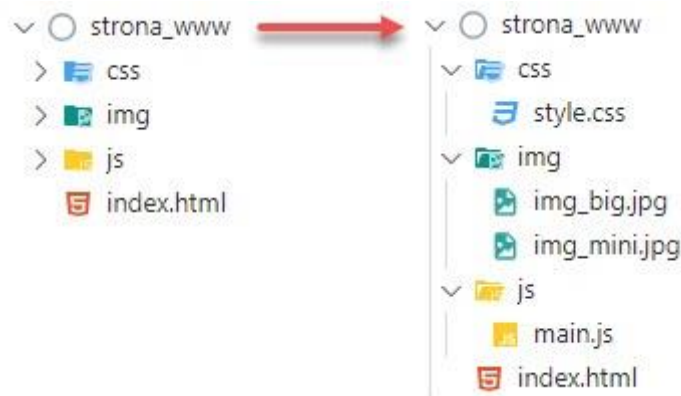 strona_www
css
img
js
index.html
strona_www
css
style.css
img
img_big.jpg
img_mini.jpg
js
main.js
index.html